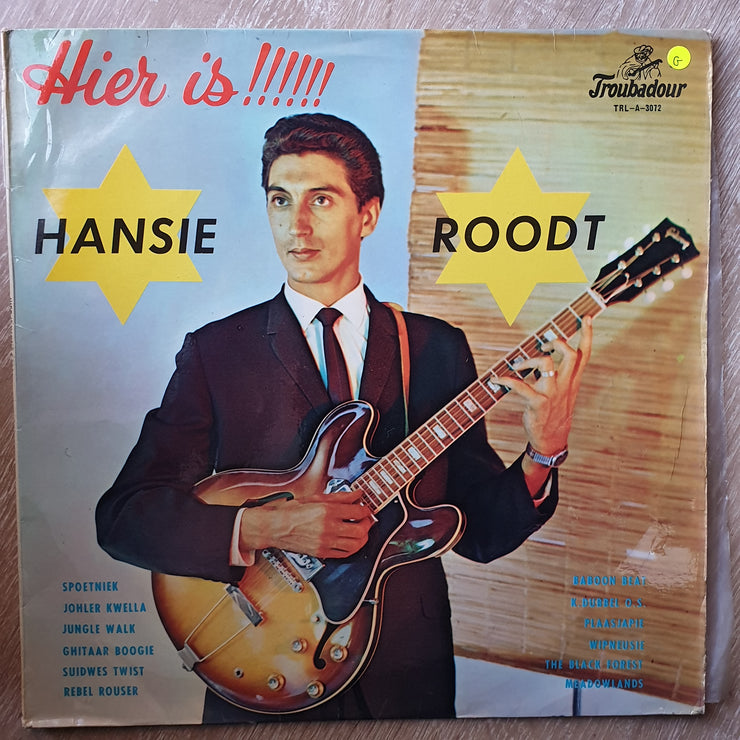 Hier is!!!!!!
Troubadour
TRL-A-3072
G-
HANSIE
ROODT
Gibson
SPOETNIEK
JOHLER KWELLA
JUNGLE WALK
GHITAAR BOOGIE
SUIDWES TWIST
REBEL ROUSER
BABOON BEAT
K.DUBBEL O.S.
PLAASJAPIE
WIPNEUSIE
THE BLACK FOREST
MEADOWLANDS